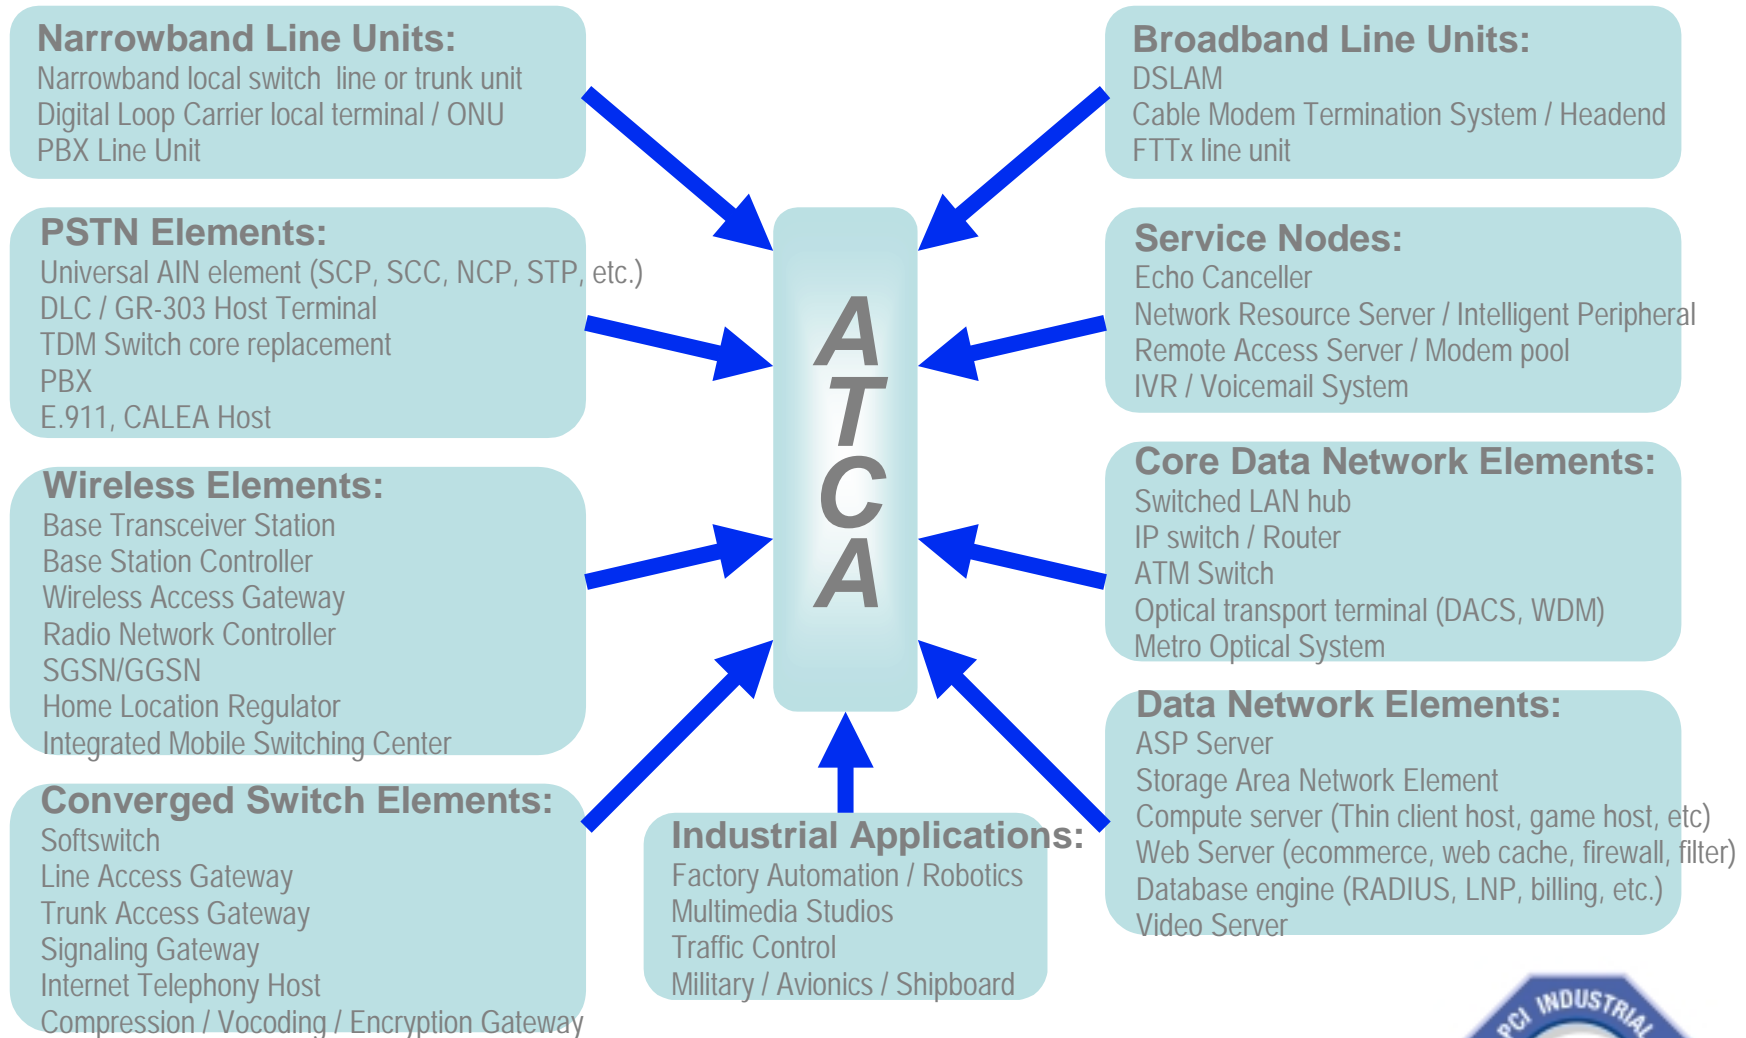 Narrowband Line Units:
Narrowband local switch line or trunk unit
Digital Loop Carrier local terminal / ONU
PBX Line Unit
PSTN Elements:
Universal AIN element (SCP, SCC, NCP, STP, etc.)
DLC / GR-303 Host Terminal
TDM Switch core replacement
PBX
E.911, CALEA Host
Wireless Elements:
Base Transceiver Station
Base Station Controller
Wireless Access Gateway
Radio Network Controller
SGSN/GGSN
Home Location Regulator
Integrated Mobile Switching Center
Converged Switch Elements:
Softswitch
Line Access Gateway
Trunk Access Gateway
Signaling Gateway
Internet Telephony Host
Compression / Vocoding / Encryption Gateway
A
T
C
A
Industrial Applications:
Factory Automation / Robotics
Multimedia Studios
Traffic Control
Military / Avionics / Shipboard
Broadband Line Units:
DSLAM
Cable Modem Termination System / Headend
FTTx line unit
Service Nodes:
Echo Canceller
Network Resource Server / Intelligent Peripheral
Remote Access Server / Modem pool
IVR / Voicemail System
Core Data Network Elements:
Switched LAN hub
IP switch / Router
ATM Switch
Optical transport terminal (DACS, WDM)
Metro Optical System
Data Network Elements:
ASP Server
Storage Area Network Element
Compute server (Thin client host, game host, etc)
Web Server (ecommerce, web cache, firewall, filter)
Database engine (RADIUS, LNP, billing, etc.)
Video Server
PCI INDUSTRIA